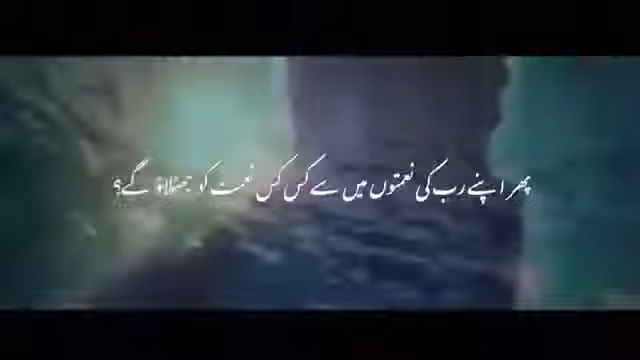 پھر اپنے رب کی نعمتوں میں سے کس کس نعمت کو جھٹلاؤ گے؟